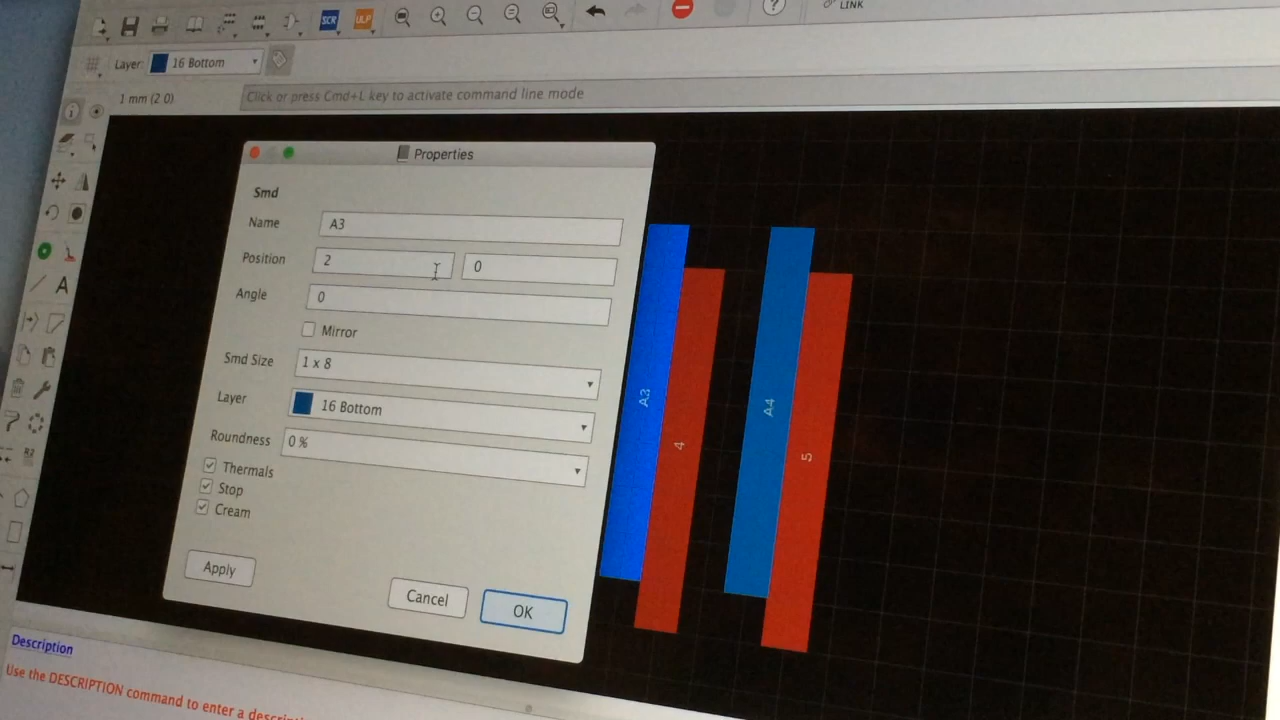 SCR
ULP
?
LINK
Layer: 16 Bottom
1 mm (2 0)
Click or press Cmd+L key to activate command line mode
Properties
Smd
Name A3
Position 2 0
Angle 0
Mirror
Smd Size 1 x 8
Layer 16 Bottom
Roundness 0 %
Thermals
Stop
Cream
Apply
Cancel
OK
A3
4
A4
5
A
R2
Description
Use the DESCRIPTION command to enter a